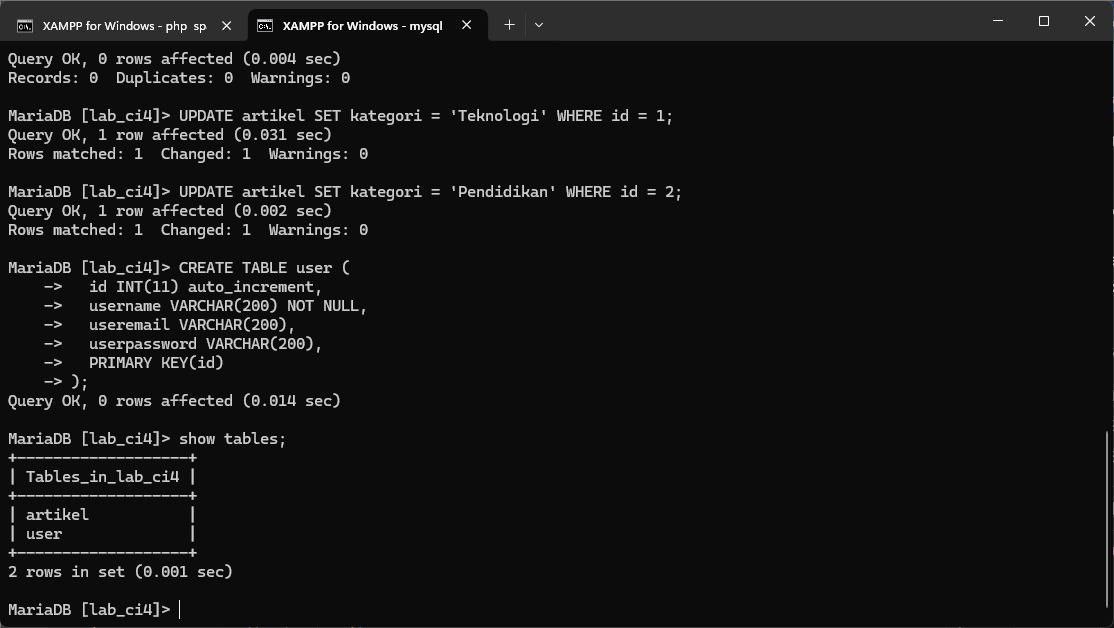 XAMPP for Windows - php sp
XAMPP for Windows - mysql
Query OK, 0 rows affected (0.004 sec)
Records: 0  Duplicates: 0  Warnings: 0
MariaDB [lab_ci4]> UPDATE artikel SET kategori = 'Teknologi' WHERE id = 1;
Query OK, 1 row affected (0.031 sec)
Rows matched: 1  Changed: 1  Warnings: 0
MariaDB [lab_ci4]> UPDATE artikel SET kategori = 'Pendidikan' WHERE id = 2;
Query OK, 1 row affected (0.002 sec)
Rows matched: 1  Changed: 1  Warnings: 0
MariaDB [lab_ci4]> CREATE TABLE user (
    ->   id INT(11) auto_increment,
    ->   username VARCHAR(200) NOT NULL,
    ->   useremail VARCHAR(200),
    ->   userpassword VARCHAR(200),
    ->   PRIMARY KEY(id)
    -> );
Query OK, 0 rows affected (0.014 sec)
MariaDB [lab_ci4]> show tables;
+-------------------+
| Tables_in_lab_ci4 |
+-------------------+
| artikel           |
| user              |
+-------------------+
2 rows in set (0.001 sec)
MariaDB [lab_ci4]>